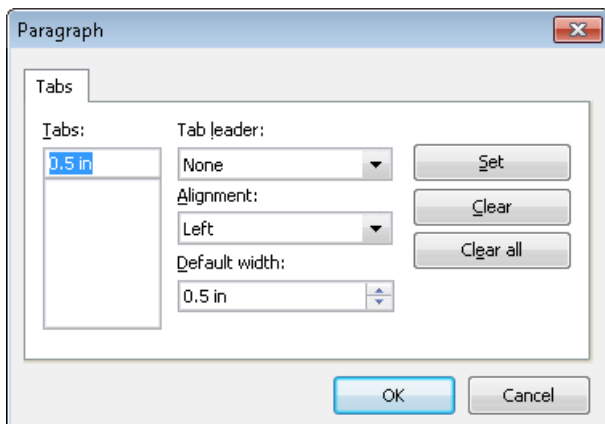 Paragraph
Tabs
Tabs:
0.5 in
Tab leader:
None
Alignment:
Left
Default width:
0.5 in
Set
Clear
Clear all
OK
Cancel